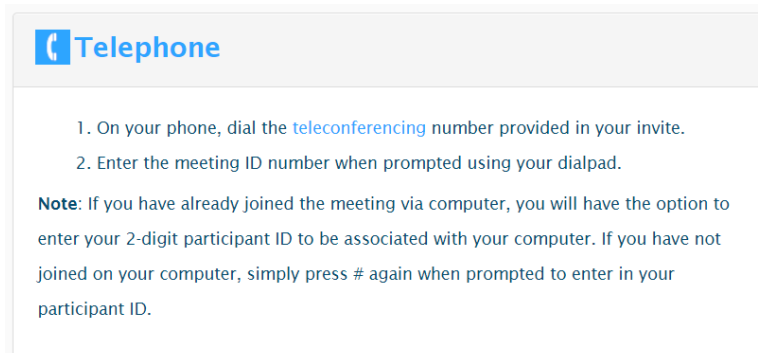 Telephone
1. On your phone, dial the teleconferencing number provided in your invite.
2. Enter the meeting ID number when prompted using your dialpad.
Note: If you have already joined the meeting via computer, you will have the option to
enter your 2-digit participant ID to be associated with your computer. If you have not
joined on your computer, simply press # again when prompted to enter in your
participant ID.